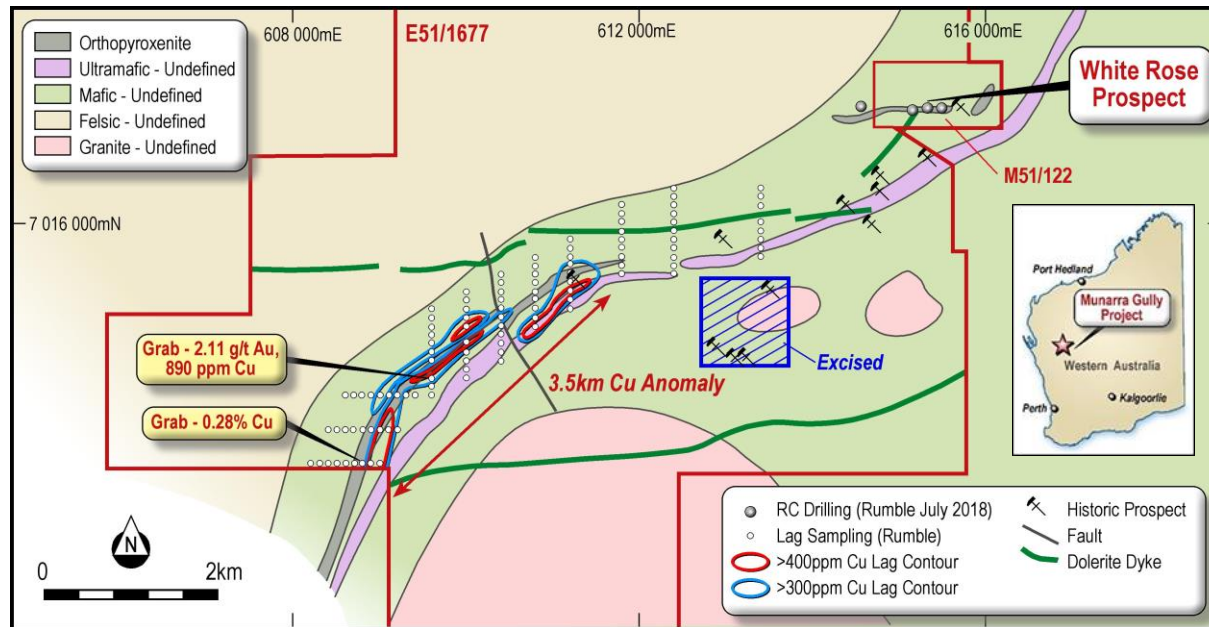 608 000mE
E51/1677
612 000mE
616 000mE
Orthopyroxenite
Ultramafic - Undefined
Mafic - Undefined
Felsic - Undefined
Granite - Undefined
White Rose
Prospect
M51/122
7 016 000mN
Port Hedland
Munarra Gully
Project
Western Australia
Perth
Kalgoorlie
Grab - 2.11 g/t Au,
890 ppm Cu
Excised
3.5km Cu Anomaly
Grab - 0.28% Cu
N
0
2km
RC Drilling (Rumble July 2018)
Lag Sampling (Rumble)
>400ppm Cu Lag Contour
>300ppm Cu Lag Contour
Historic Prospect
Fault
Dolerite Dyke